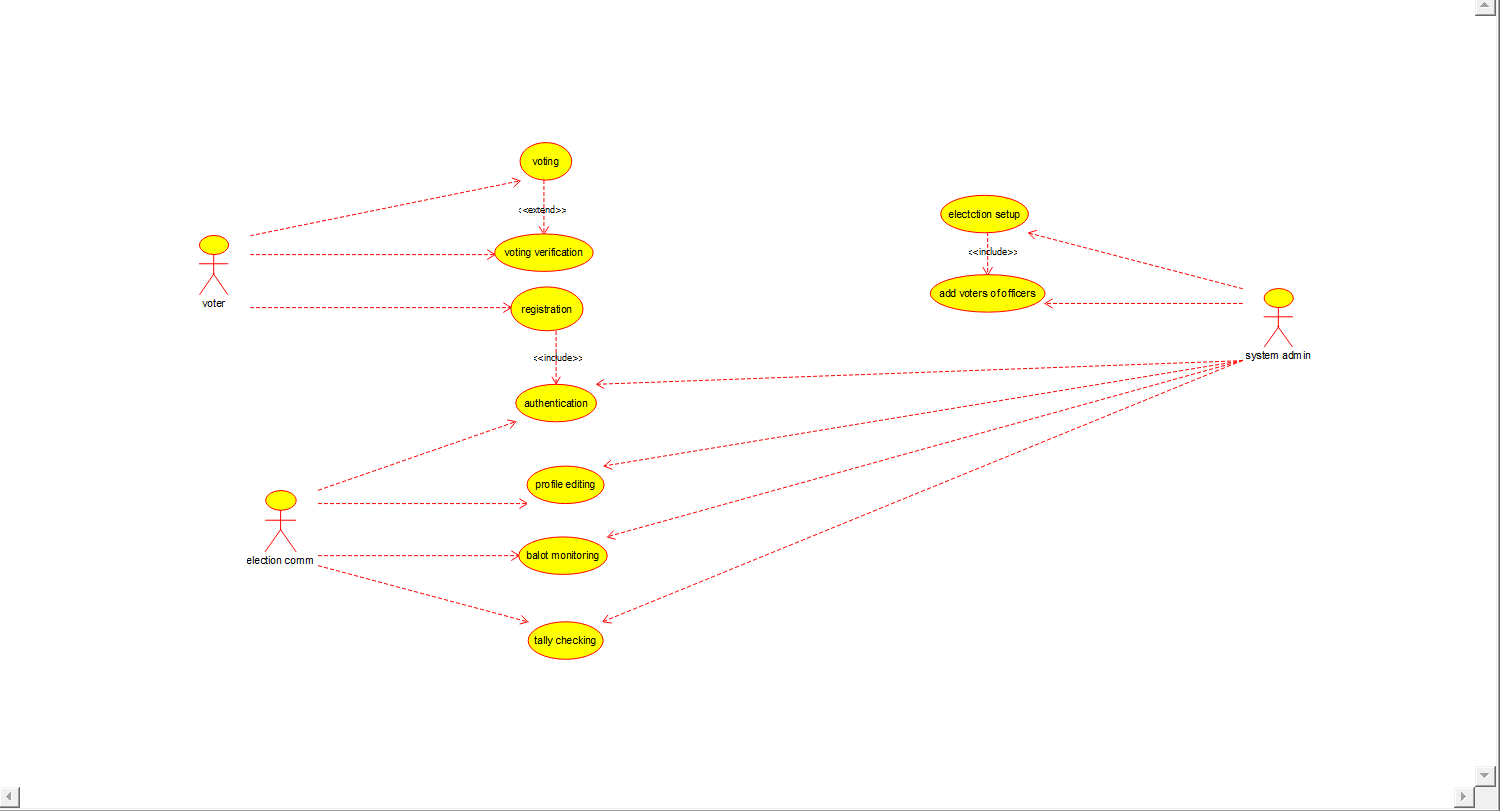 voting
<<extend>>
voting verification
voter
registration
<<include>>
authentication
electction setup
<<include>>
add voters of officers
system admin
profile editing
election comm
balot monitoring
tally checking